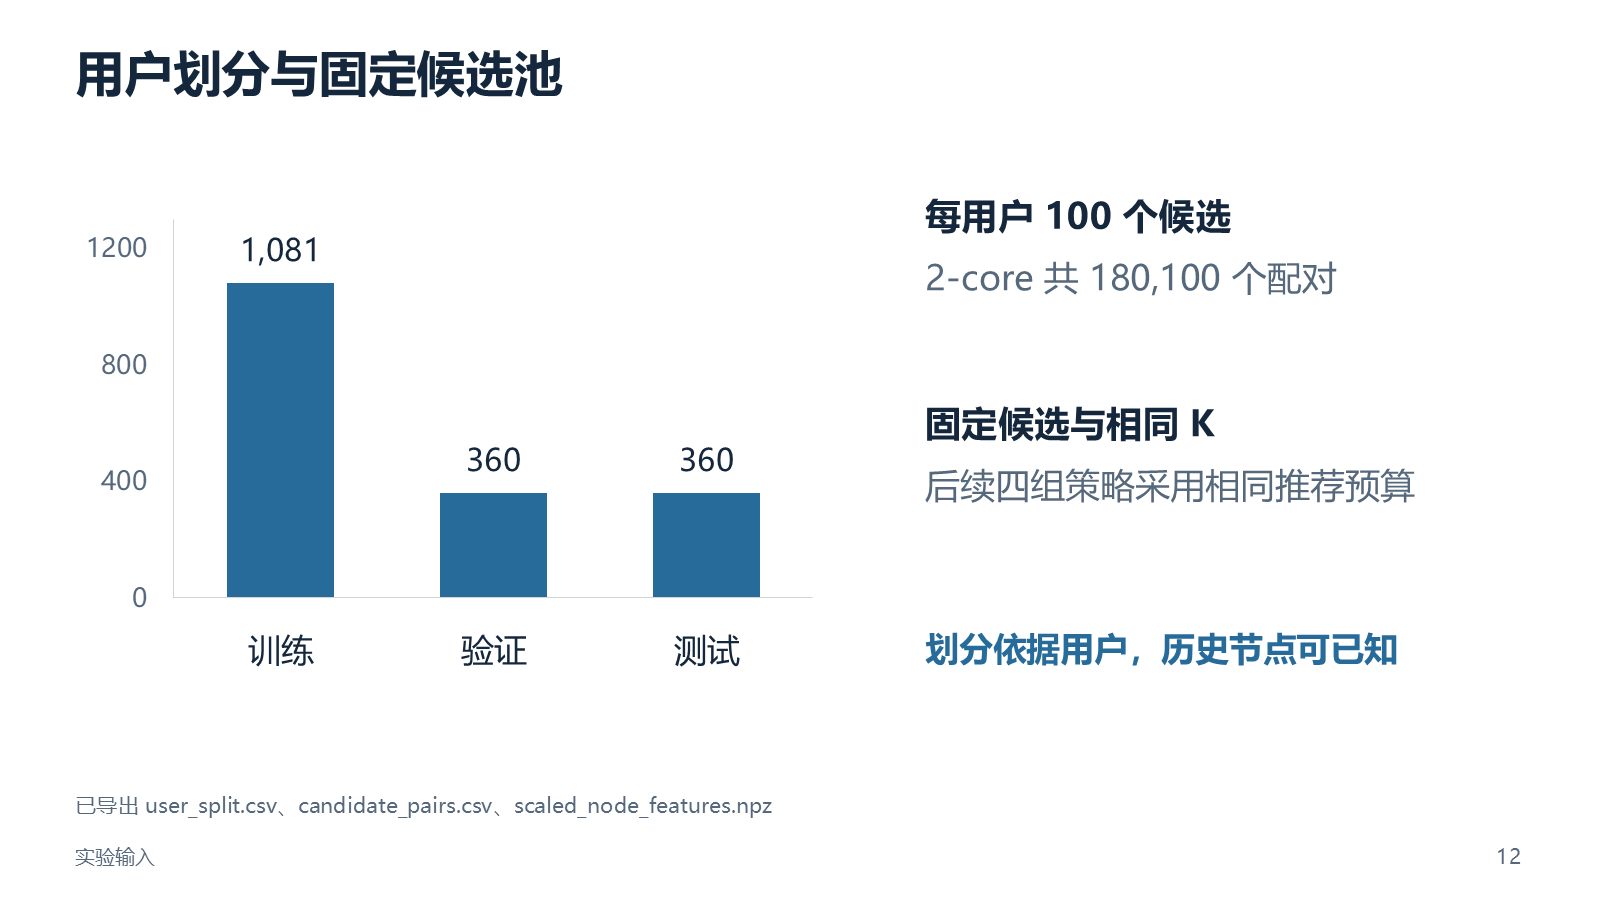 用户划分与固定候选池
1200
800
400
0
1,081
360
360
训练
验证
测试
每用户 100 个候选
2-core 共 180,100 个配对
固定候选与相同 K
后续四组策略采用相同推荐预算
划分依据用户，历史节点可已知
已导出 user_split.csv、candidate_pairs.csv、scaled_node_features.npz
实验输入
12